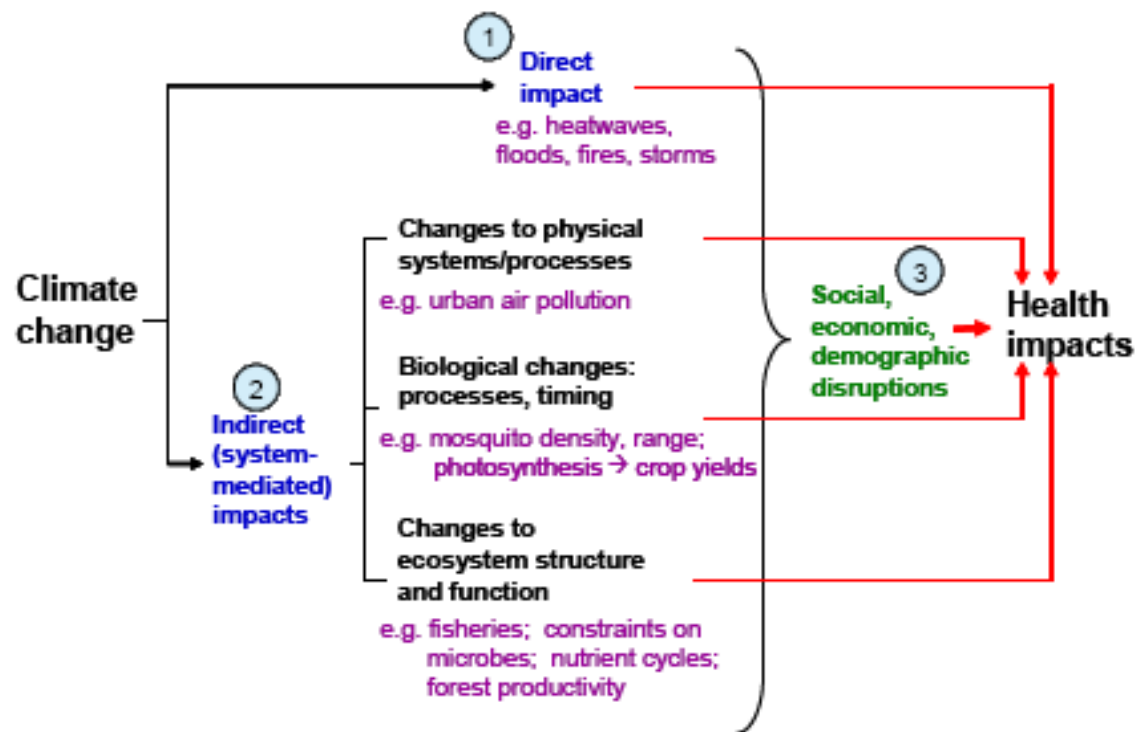 1
Direct
impact
e.g. heatwaves,
floods, fires, storms
Climate
change
2
Indirect
(system-
mediated)
impacts
Changes to physical
systems/processes
e.g. urban air pollution
Biological changes:
processes, timing
e.g. mosquito density, range;
photosynthesis → crop yields
Changes to
ecosystem structure
and function
e.g. fisheries; constraints on
microbes; nutrient cycles;
forest productivity
3
Social,
economic,
demographic
disruptions
Health
impacts